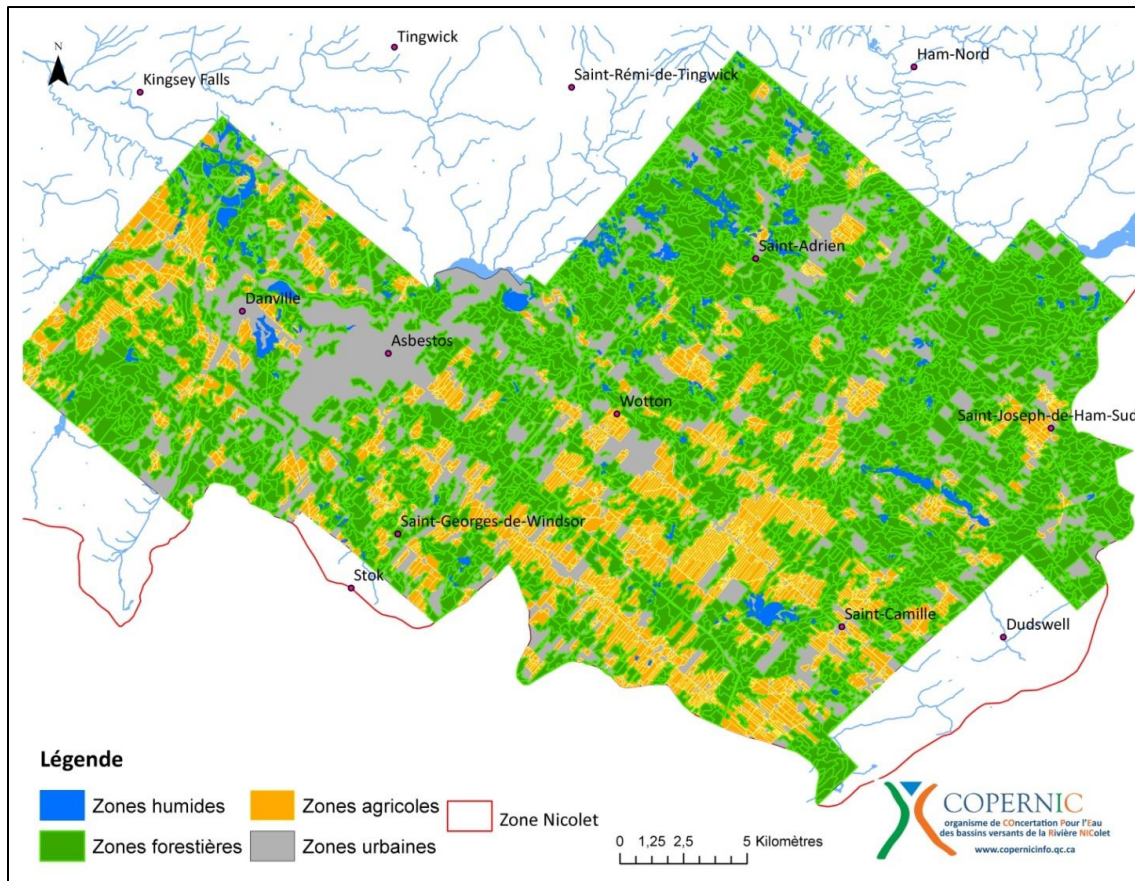 N
Tingwick
Ham-Nord
Kingsey Falls
Saint-Rémi-de-Tingwick
Saint-Adrien
Danville
Asbestos
Wotton
Saint-Joseph-de-Ham-Sud
Saint-Georges-de-Windsor
Stok
Saint-Camille
Dudswell
Légende
Zones humides
Zones agricoles
Zone Nicolet
Zones forestières
Zones urbaines
0 1,25 2,5 5 Kilomètres
COPERNIC
organisme de COncertation Pour l'Eau
des bassins versants de la Rivière NIColet
www.copernicinfo.qc.ca